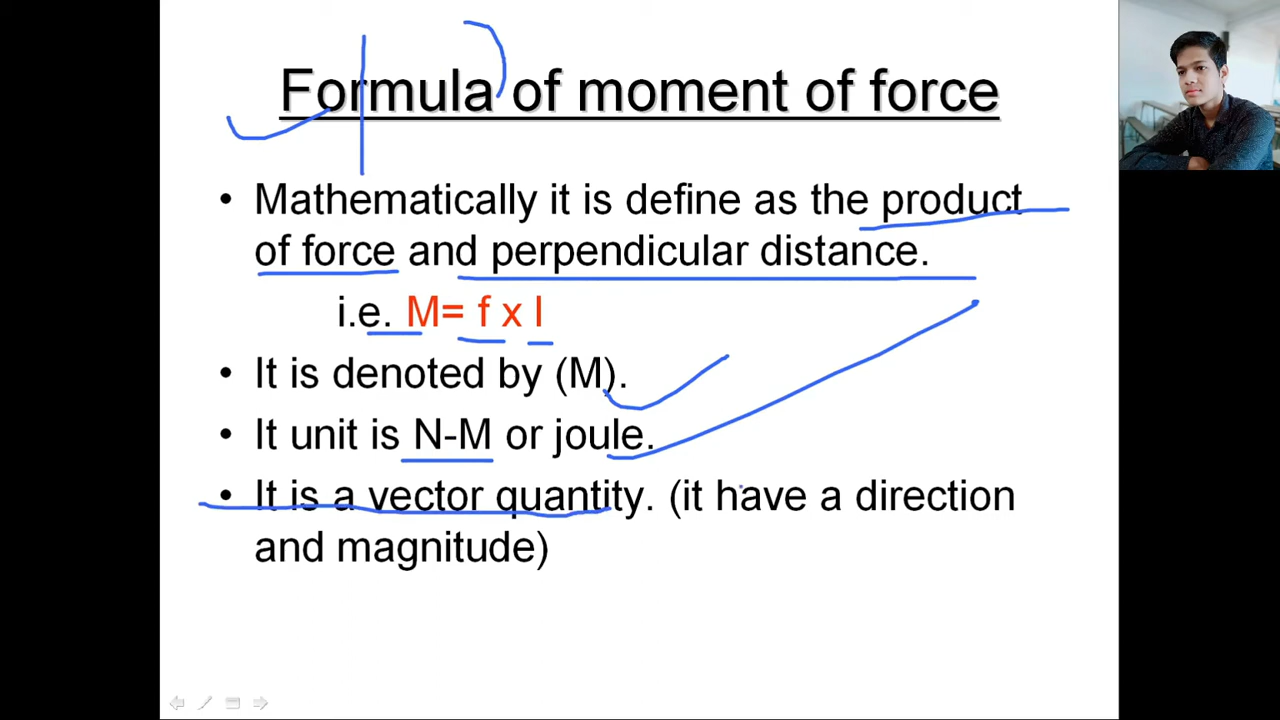 Formula of moment of force
• Mathematically it is define as the product
of force and perpendicular distance.
i.e. M= f x l
• It is denoted by (M).
• It unit is N-M or joule.
• It is a vector quantity. (it have a direction
and magnitude)